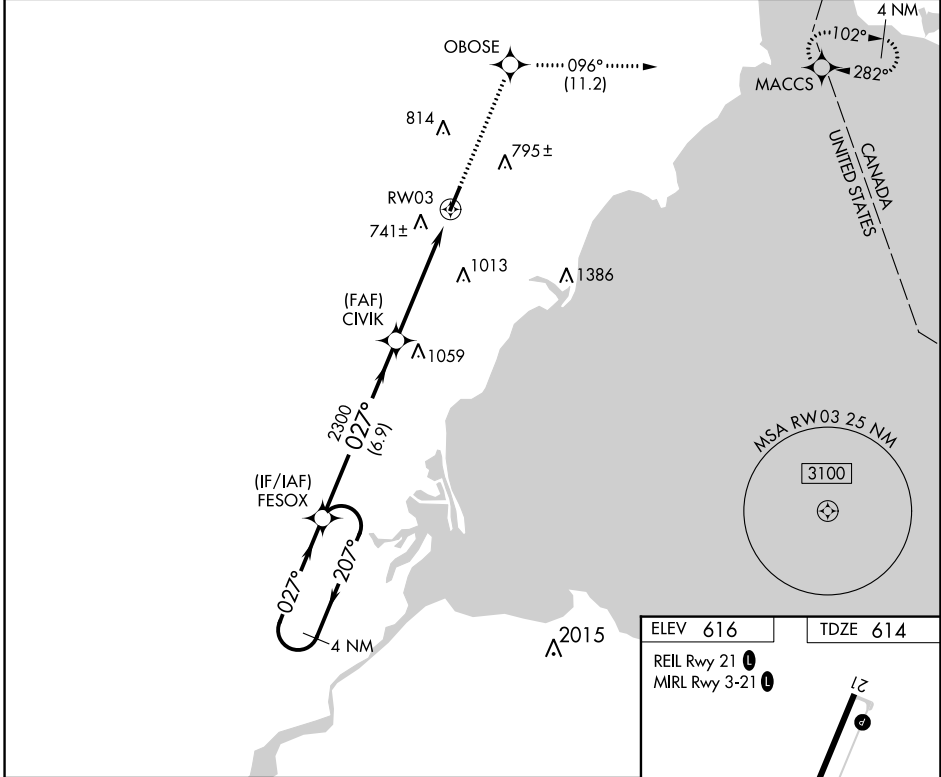 4 NM
OBOSE
096°
(11.2)
102°
282°
MACCS
814
795±
CANADA
UNITED STATES
RW03
741±
1013
1386
(FAF)
CIVIK
1059
2300
027°
(6.9)
MSA RW03 25 NM
3100
(IF/IAF)
FESOX
027°
207°
4 NM
2015
ELEV 616
TDZE 614
REIL Rwy 21 L
MIRL Rwy 3-21 L
21
P